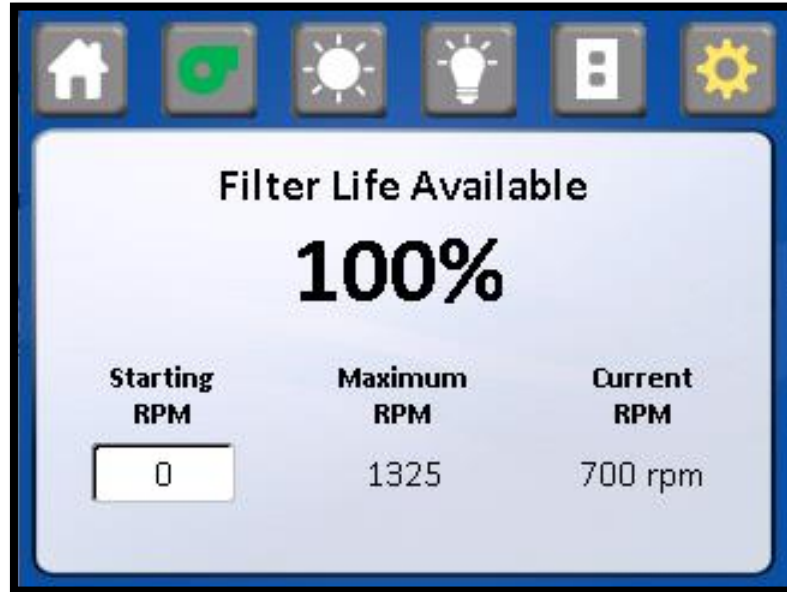 Filter Life Available
100%
Starting RPM
Maximum RPM
Current RPM
0
1325
700 rpm